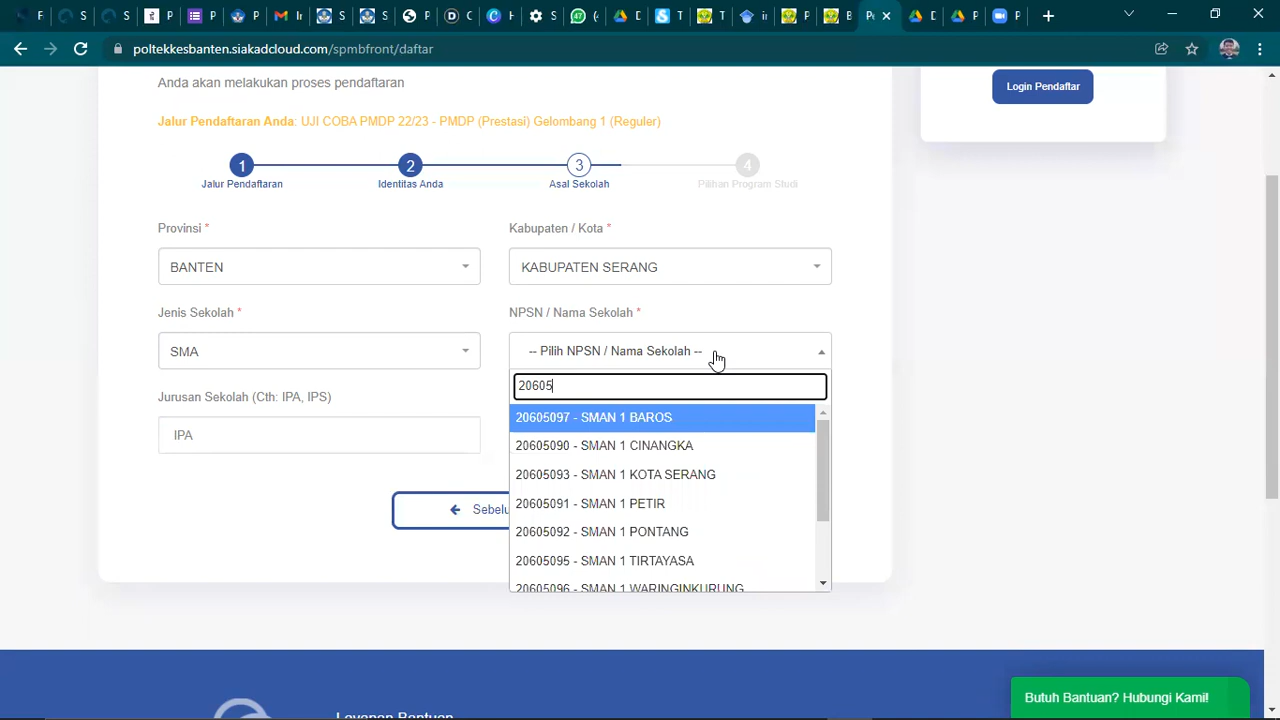 poltekkesbanten.siakadcloud.com/spmbfront/daftar
Anda akan melakukan proses pendaftaran
Login Pendaftar
Jalur Pendaftaran Anda: UJI COBA PMDP 22/23 - PMDP (Prestasi) Gelombang 1 (Reguler)
1 2 3 4
Jalur Pendaftaran Identitas Anda Asal Sekolah Pilihan Program Studi
Provinsi * Kabupaten / Kota *
BANTEN KABUPATEN SERANG
Jenis Sekolah * NPSN / Nama Sekolah *
SMA -- Pilih NPSN / Nama Sekolah --
Jurusan Sekolah (Cth: IPA, IPS) 20605
20605097 - SMAN 1 BAROS
IPA
20605090 - SMAN 1 CINANGKA
20605093 - SMAN 1 KOTA SERANG
20605091 - SMAN 1 PETIR
Sebelu
20605092 - SMAN 1 PONTANG
20605095 - SMAN 1 TIRTAYASA
20605096 - SMAN 1 WARINGINKURUNG
Butuh Bantuan? Hubungi Kami!
Layanan Bantuan